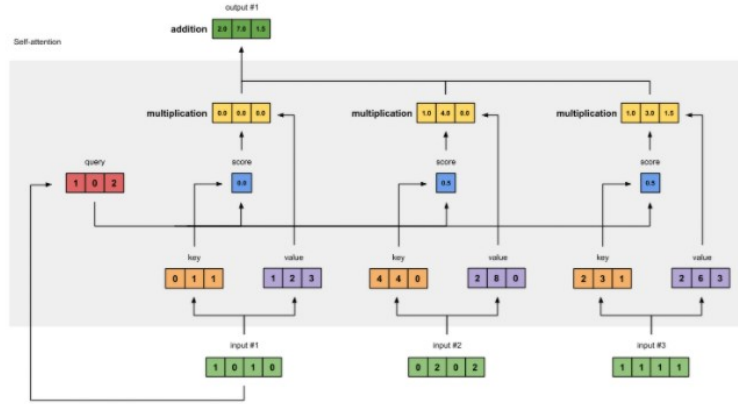 output #1
addition 2.0 7.0 1.5
Self-attention
multiplication 0.0 0.0 0.0 multiplication 1.0 4.0 0.0 multiplication 1.0 3.0 1.5
query score score score
1 0 2 0.0 0.5 0.5
key value key value key value
0 1 1 1 2 3 4 4 0 2 8 0 2 3 1 2 6 3
input #1 input #2 input #3
1 0 1 0 0 2 0 2 1 1 1 1